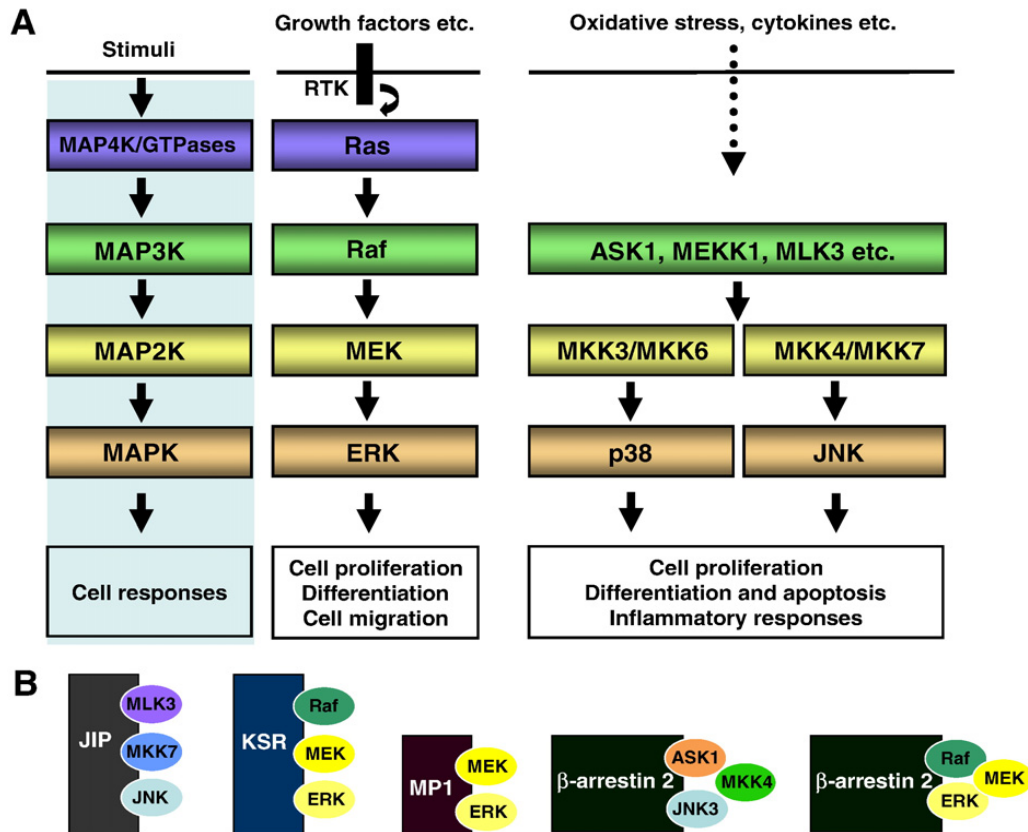 A
Stimuli
Growth factors etc.
Oxidative stress, cytokines etc.
RTK
MAP4K/GTPases
Ras
MAP3K
Raf
ASK1, MEKK1, MLK3 etc.
MAP2K
MEK
MKK3/MKK6
MKK4/MKK7
MAPK
ERK
p38
JNK
Cell responses
Cell proliferation
Differentiation
Cell migration
Cell proliferation
Differentiation and apoptosis
Inflammatory responses
B
JIP
MLK3
MKK7
JNK
KSR
Raf
MEK
ERK
MP1
MEK
ERK
β-arrestin 2
ASK1
MKK4
JNK3
β-arrestin 2
Raf
MEK
ERK